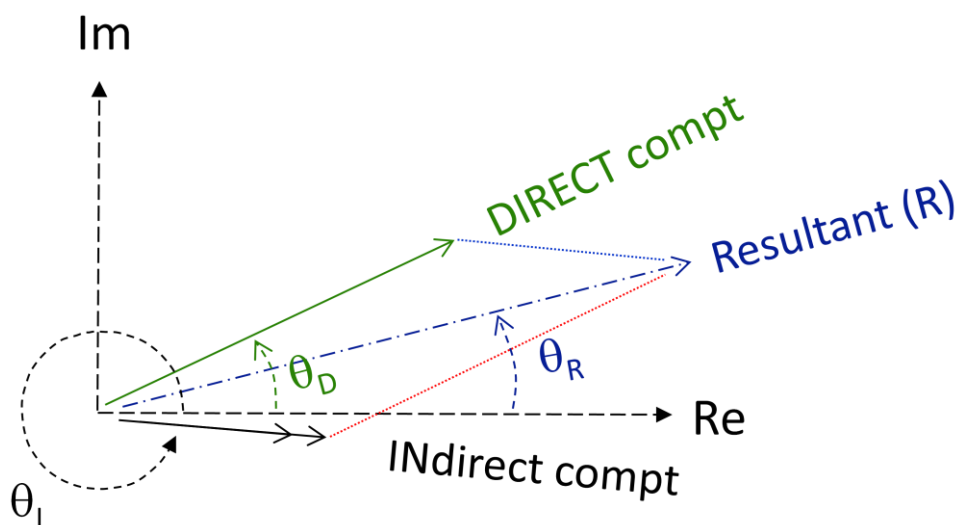 Im
DIRECT compt
Resultant (R)
θD
θR
Re
INdirect compt
θI